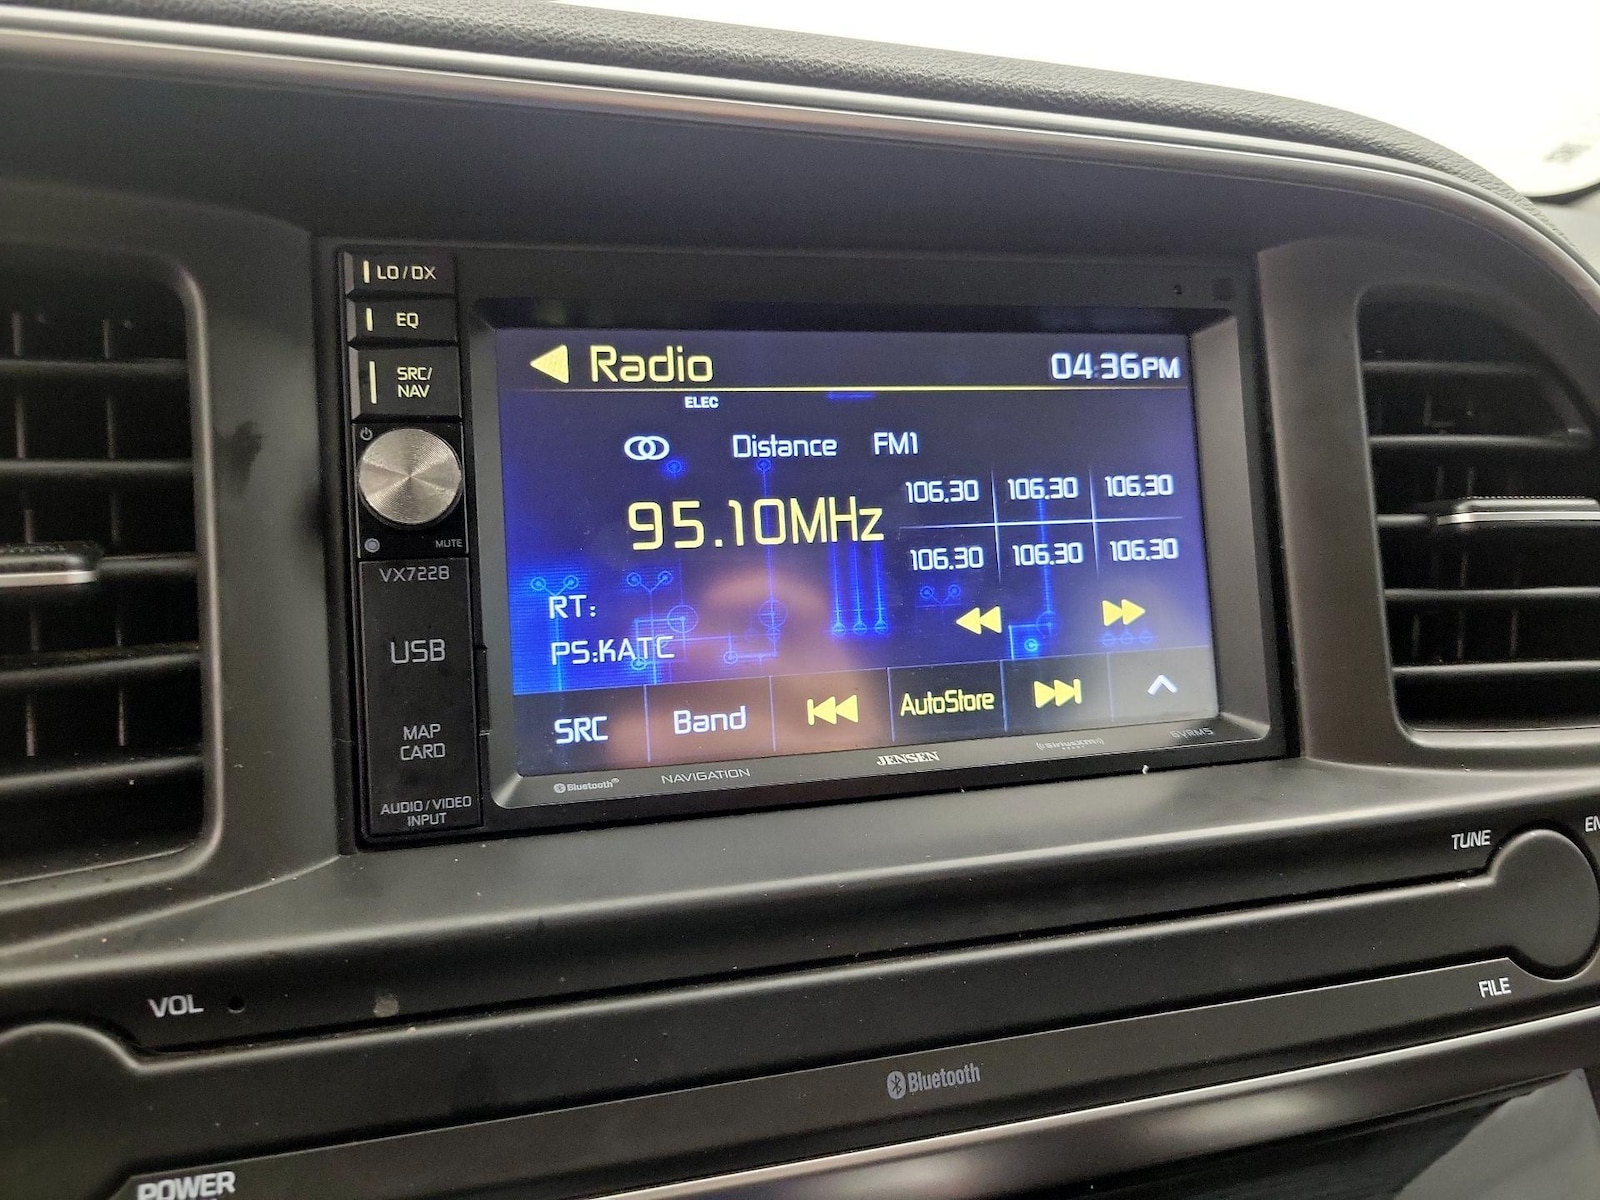 LO/DX
EQ
SRC/
NAV
MUTE
VX7228
USB
MAP
CARD
AUDIO / VIDEO
INPUT
Radio
04:36PM
ELEC
Distance FM1
95.10MHz
106.30 106.30 106.30
106.30 106.30 106.30
RT:
PS:KATC
SRC Band AutoStore
Bluetooth®
NAVIGATION
JENSEN
((SiriusXM))
6VRMS
TUNE
VOL
FILE
Bluetooth
POWER